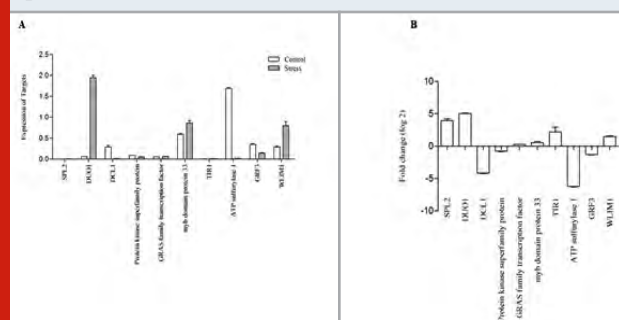 A
Control
Stress
Expression of Targets
2.5
2.0
1.5
1.0
0.5
0.0
SPL2
DUO1
DCL1
Protein kinase superfamily protein
GRAS family transcription factor
myb domain protein 33
TIR1
ATP sulfurylase 1
GRF3
WLIM1
B
Fold change (log 2)
10
5
0
-5
-10
SPL2
DUO1
DCL1
Protein kinase superfamily protein
GRAS family transcription factor
myb domain protein 33
TIR1
ATP sulfurylase 1
GRF3
WLIM1